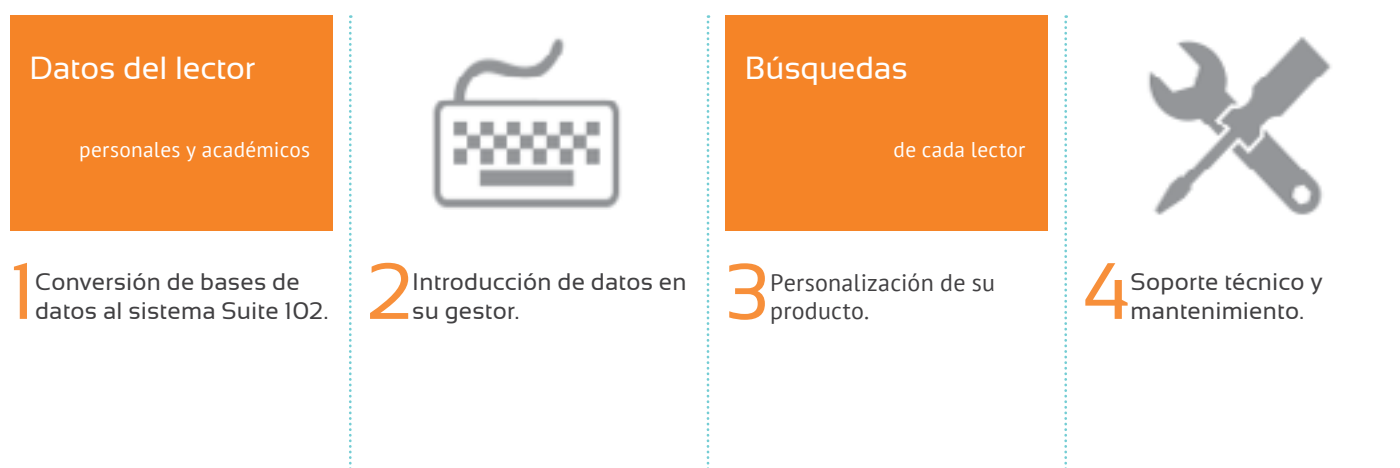 Datos del lector
personales y académicos
1 Conversión de bases de
datos al sistema Suite 102.
2 Introducción de datos en
su gestor.
Búsquedas
de cada lector
3 Personalización de su
producto.
4 Soporte técnico y
mantenimiento.